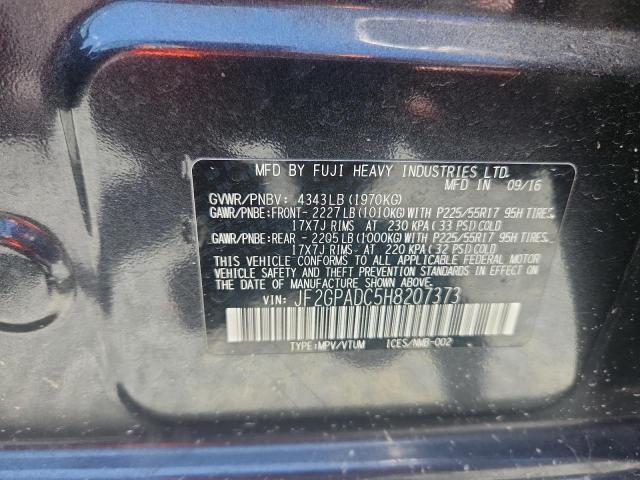 MFD BY FUJI HEAVY INDUSTRIES LTD.
MFD IN 09/16
GVWR/PNBV: 4343LB (1970KG)
GAWR/PNBE: FRONT- 2227LB (1010KG) WITH P225/55R17 95H TIRES,
17X7J RIMS AT 230 KPA (33 PSI) COLD
GAWR/PNBE: REAR - 2205LB (1000KG) WITH P225/55R17 95H TIRES,
17X7J RIMS AT 220 KPA (32 PSI) COLD
THIS VEHICLE CONFORMS TO ALL APPLICABLE FEDERAL MOTOR
VEHICLE SAFETY AND THEFT PREVENTION STANDARDS IN EFFECT ON
THE DATE OF MANUFACTURE SHOWN ABOVE.
VIN: JF2GPADC5H8207373
TYPE: MPV/VTUM ICES/NMB-002